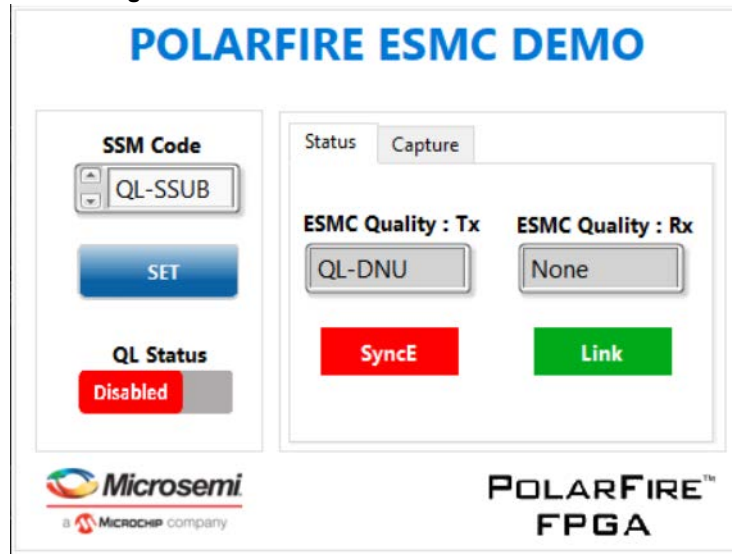 POLARFIRE ESMC DEMO
SSM Code
QL-SSUB
SET
QL Status
Disabled
Status Capture
ESMC Quality : Tx ESMC Quality : Rx
QL-DNU None
SyncE Link
Microsemi
a MICROCHIP company
POLARFIRE™
FPGA